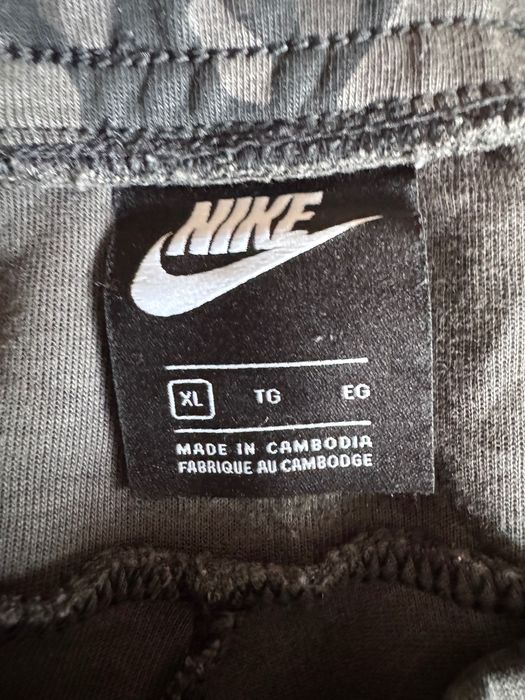 NIKE
XL TG EG
MADE IN CAMBODIA
FABRIQUE AU CAMBODGE